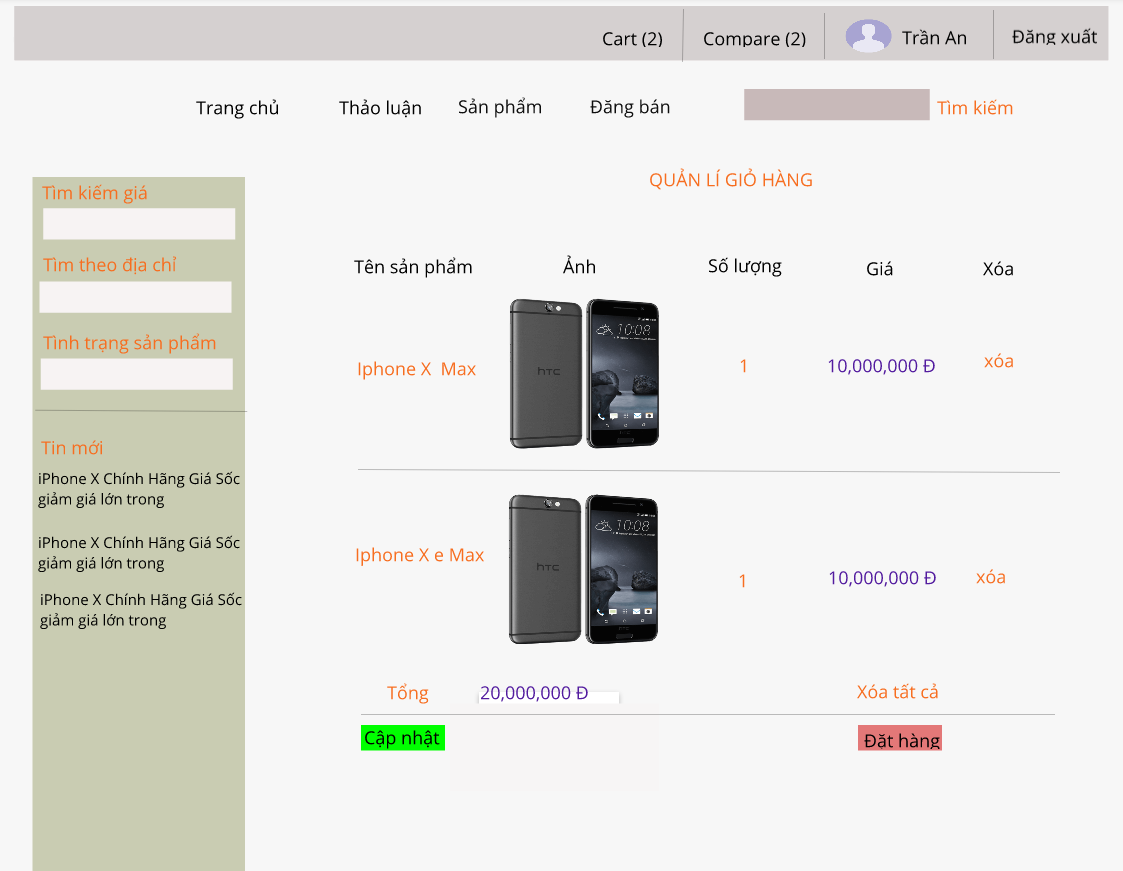 Cart (2)
Compare (2)
Trần An
Đăng xuất
Trang chủ
Thảo luận
Sản phẩm
Đăng bán
Tìm kiếm
Tìm kiếm giá
Tìm theo địa chỉ
Tình trạng sản phẩm
Tin mới
iPhone X Chính Hãng Giá Sốc
giảm giá lớn trong
iPhone X Chính Hãng Giá Sốc
giảm giá lớn trong
iPhone X Chính Hãng Giá Sốc
giảm giá lớn trong
QUẢN LÍ GIỎ HÀNG
Tên sản phẩm
Ảnh
Số lượng
Giá
Xóa
Iphone X  Max
hTC
10:08
1
10,000,000 Đ
xóa
Iphone X e Max
hTC
10:08
1
10,000,000 Đ
xóa
Tổng
20,000,000 Đ
Xóa tất cả
Cập nhật
Đăt hàng